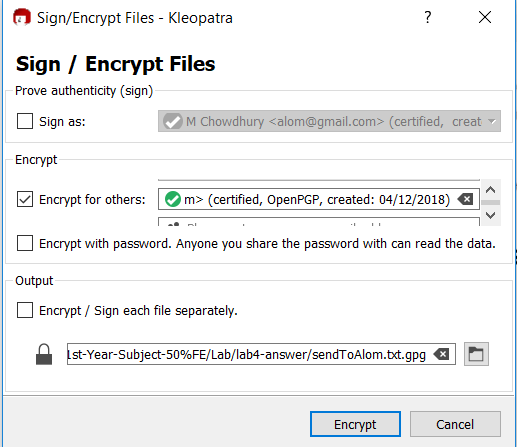 Sign/Encrypt Files - Kleopatra
Sign / Encrypt Files
Prove authenticity (sign)
Sign as: M Chowdhury <alom@gmail.com> (certified, creat
Encrypt
Encrypt for others: m> (certified, OpenPGP, created: 04/12/2018)
Encrypt with password. Anyone you share the password with can read the data.
Output
Encrypt / Sign each file separately.
1st-Year-Subject-50%FE/Lab/lab4-answer/sendToAlom.txt.gpg
Encrypt Cancel